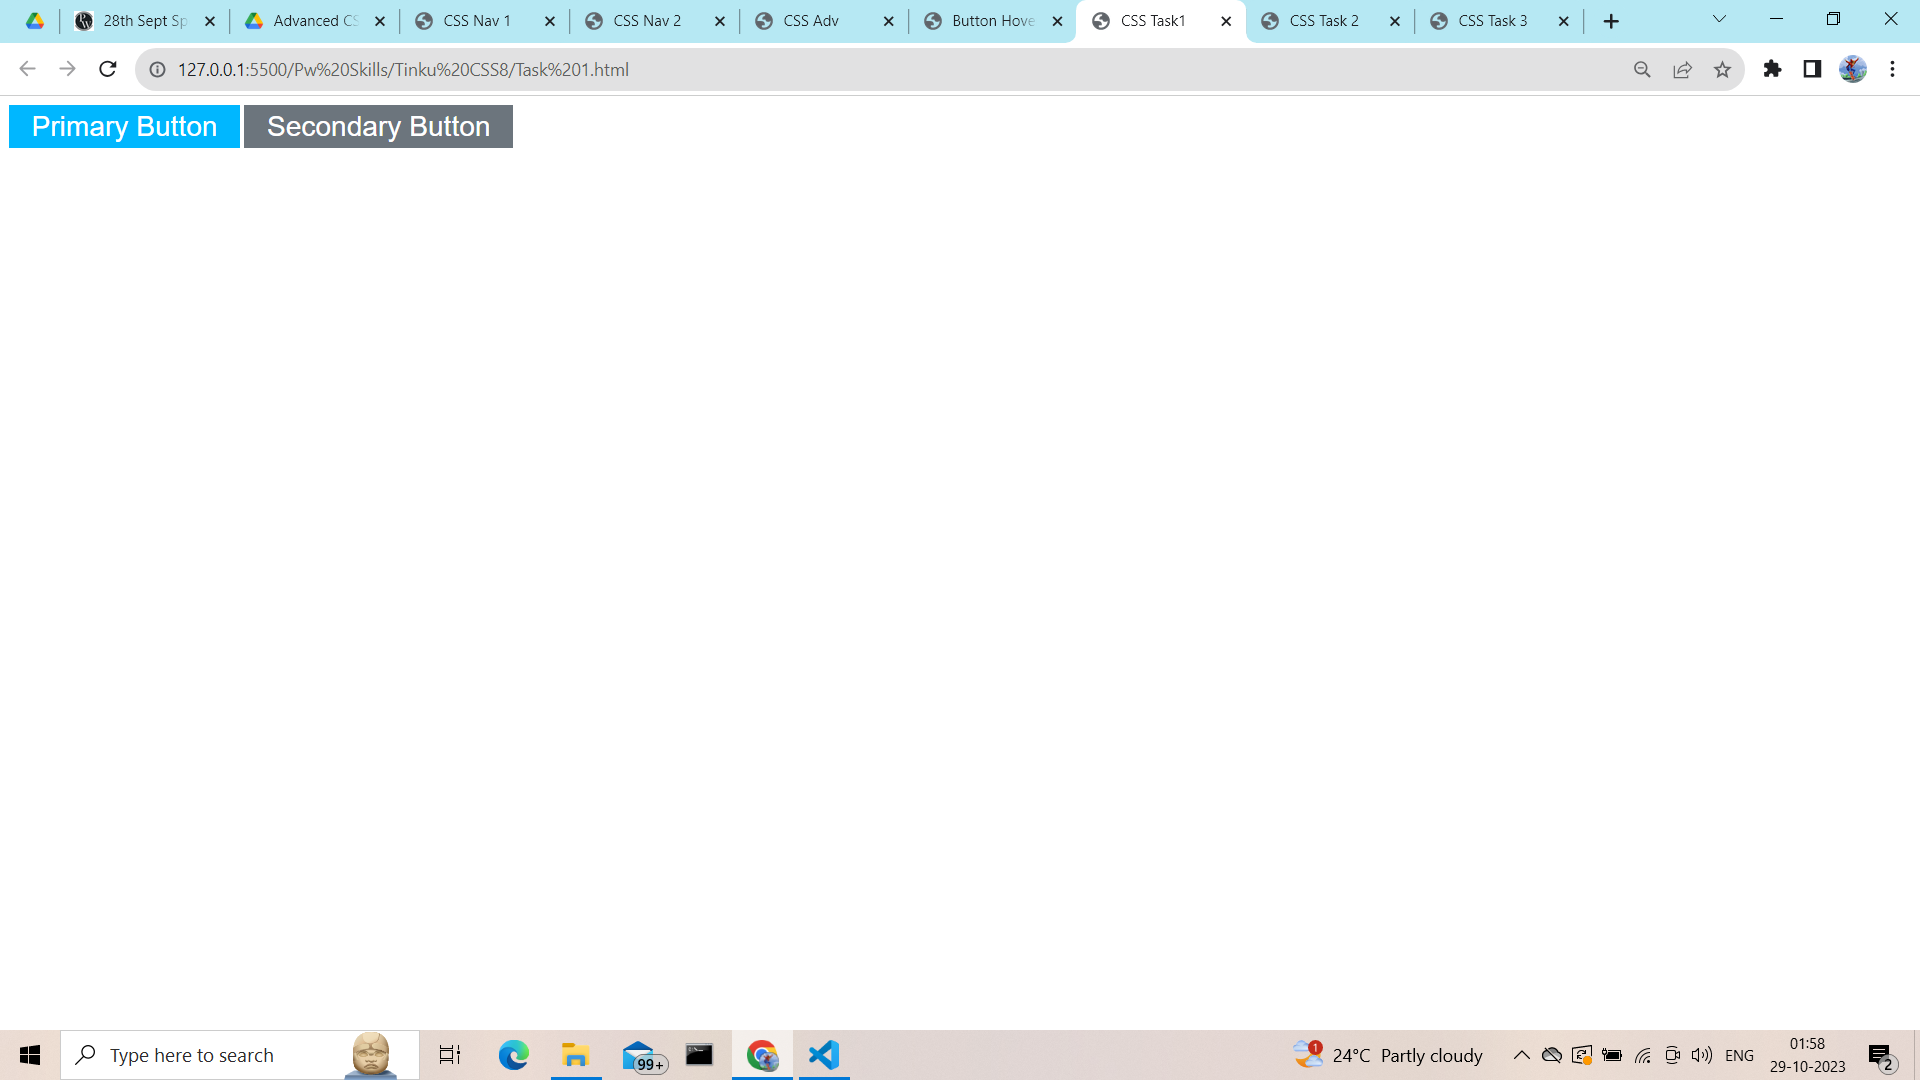 28th Sept Sp
Advanced CS
CSS Nav 1
CSS Nav 2
CSS Adv
Button Hove
CSS Task1
CSS Task 2
CSS Task 3
127.0.0.1:5500/Pw%20Skills/Tinku%20CSS8/Task%201.html
Primary Button
Secondary Button
Type here to search
99+
1
24°C Partly cloudy
ENG
01:58
29-10-2023
2